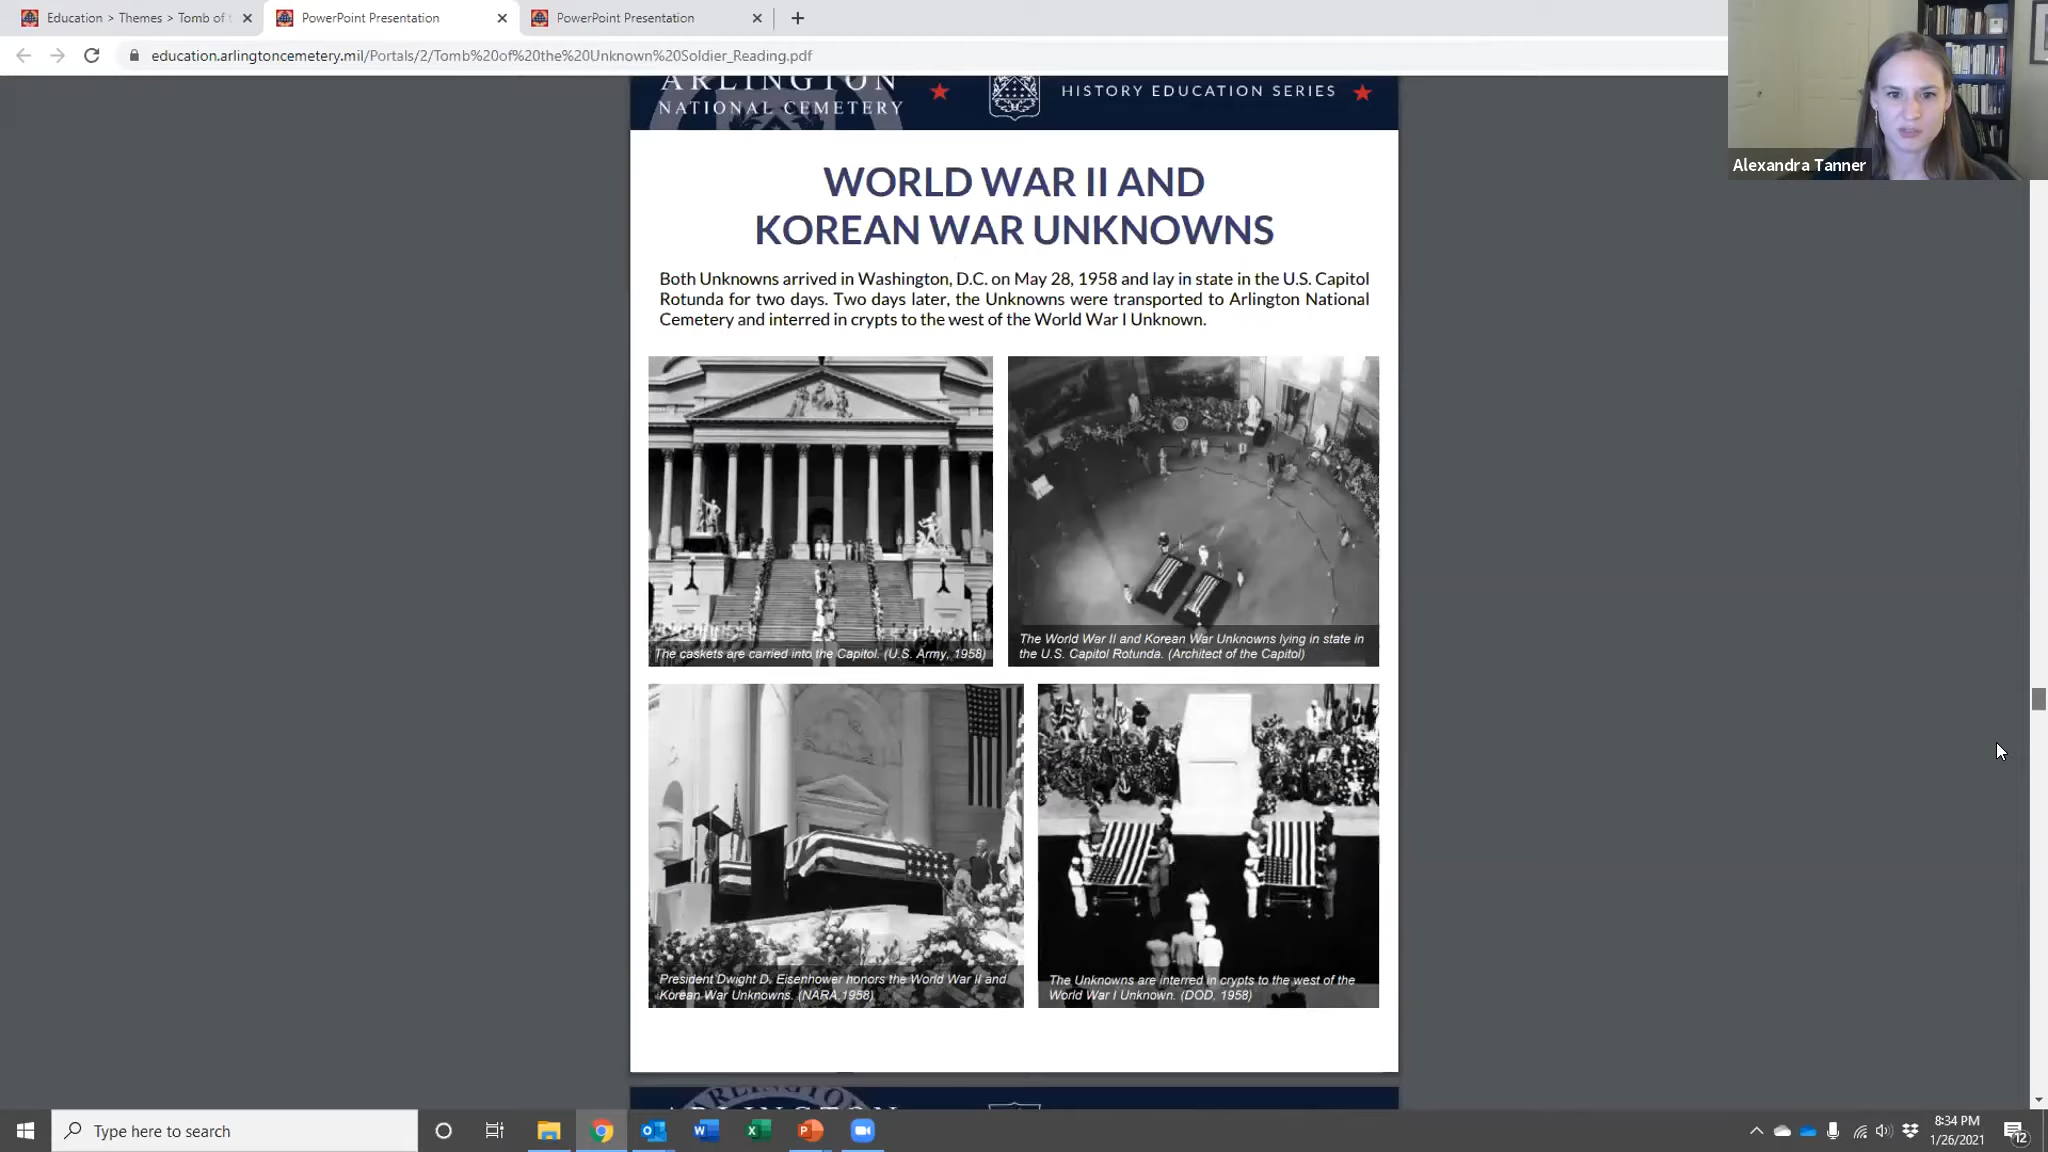 Education > Themes > Tomb of t
PowerPoint Presentation
PowerPoint Presentation
education.arlingtoncemetery.mil/Portals/2/Tomb%20of%20the%20Unknown%20Soldier_Reading.pdf
Alexandra Tanner
ARLINGTON
NATIONAL CEMETERY
HISTORY EDUCATION SERIES
WORLD WAR II AND
KOREAN WAR UNKNOWNS
Both Unknowns arrived in Washington, D.C. on May 28, 1958 and lay in state in the U.S. Capitol
Rotunda for two days. Two days later, the Unknowns were transported to Arlington National
Cemetery and interred in crypts to the west of the World War I Unknown.
The caskets are carried into the Capitol. (U.S. Army, 1958)
The World War II and Korean War Unknowns lying in state in
the U.S. Capitol Rotunda. (Architect of the Capitol)
President Dwight D. Eisenhower honors the World War II and
Korean War Unknowns. (NARA, 1958)
The Unknowns are interred in crypts to the west of the
World War I Unknown. (DOD, 1958)
ARLINGTON
Type here to search
8:34 PM
1/26/2021
12